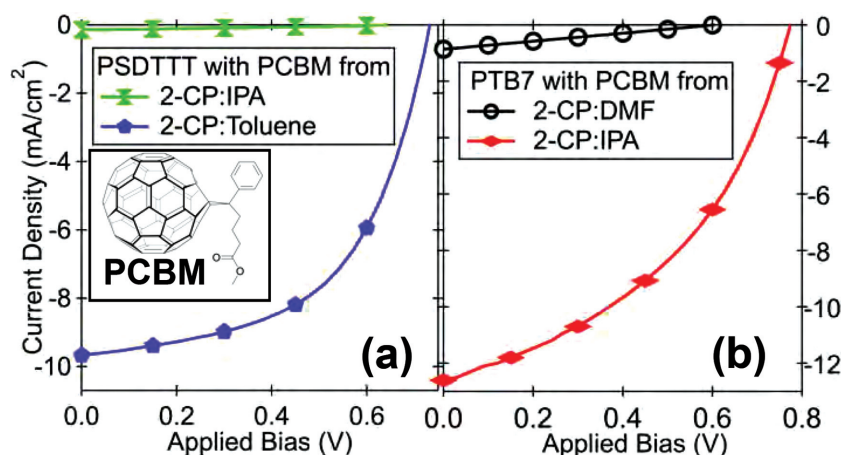 Current Density (mA/cm²)
0
-2
-4
-6
-8
-10
PSDTTT with PCBM from
2-CP:IPA
2-CP:Toluene
O
O
PCBM
(a)
0.0
0.2
0.4
0.6
Applied Bias (V)
PTB7 with PCBM from
2-CP:DMF
2-CP:IPA
(b)
0
-2
-4
-6
-8
-10
-12
0.0
0.2
0.4
0.6
0.8
Applied Bias (V)